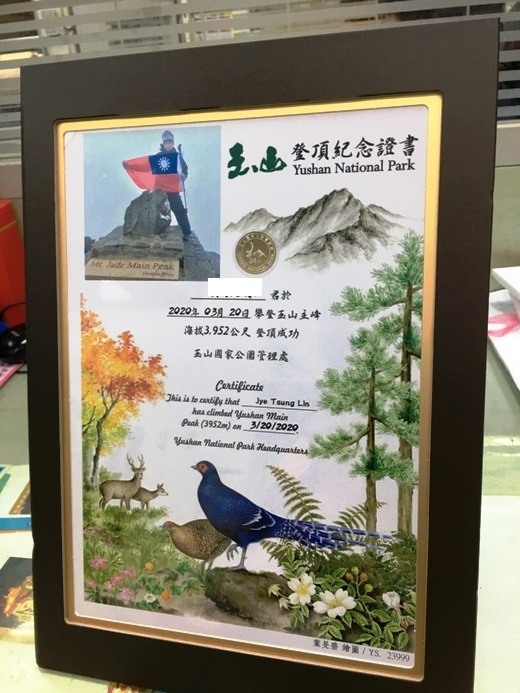 玉山 登頂紀念證書
Yushan National Park
Mt. Jade Main Peak
君於
2020年 03月 20日 攀登玉山主峰
海拔3,952公尺 登頂成功
玉山國家公園管理處
Certificate
This is to certify that Jye Tsung Lin
has climbed Yushan Main
Peak (3952m) on 3/20/2020
Yushan National Park Headquarters
繪圖 / YS. 23999